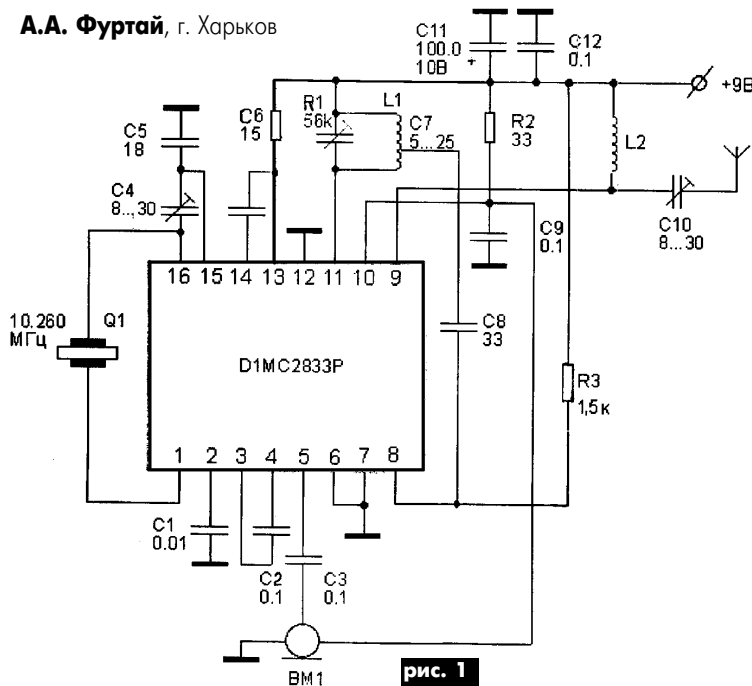 А.А. Фуртай, г. Харьков
C11
100.0
10В
+
C12
0.1
+9В
C5
18
C6
15
R1
56k
L1
C7
5...25
R2
33
L2
C4
8...30
C10
8...30
C9
0.1
16 15 14 13 12 11 10 9
10.260
МГц
Q1
D1MC2833P
C8
33
R3
1,5к
1 2 3 4 5 6 7 8
C1
0.01
C2
0.1
C3
0.1
BM1
рис. 1